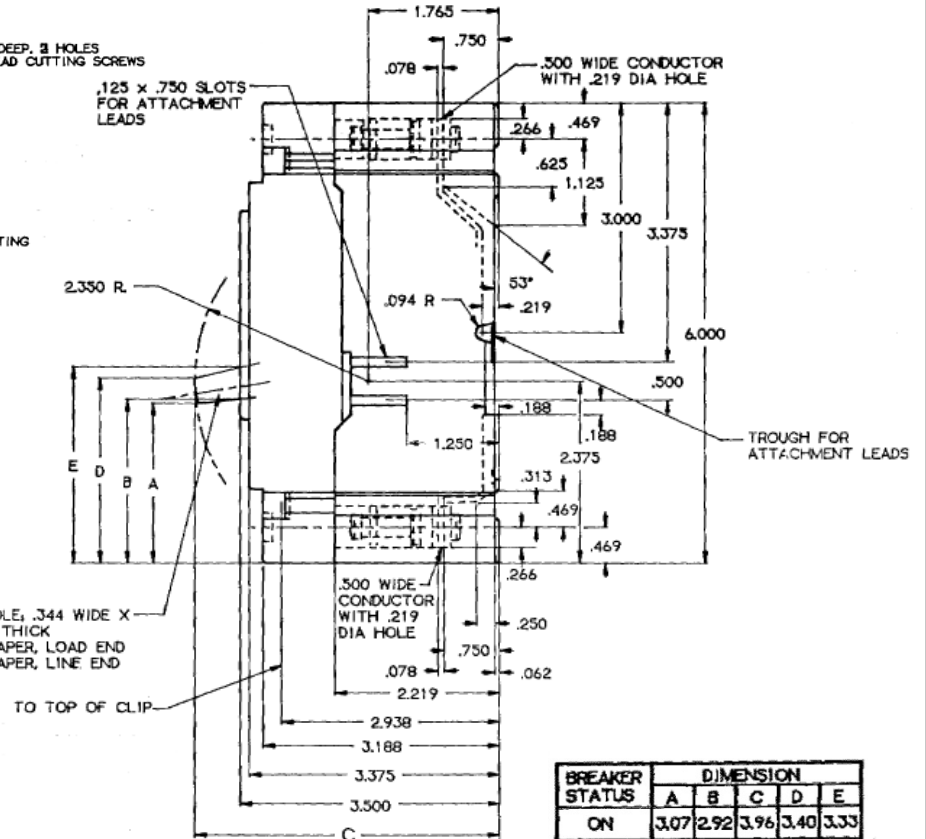 1.765
DEEP. 3 HOLES
AD CUTTING SCREWS
.750
.078
.500 WIDE CONDUCTOR
WITH .219 DIA HOLE
.125 x .750 SLOTS
FOR ATTACHMENT
LEADS
.266
.469
.625
1.125
3.000
3.375
TING
53°
2.350 R.
.094 R
.219
6.000
.500
.188
.188
1.250
TROUGH FOR
ATTACHMENT LEADS
2.375
E
D
B
A
.313
.469
.469
.266
.500 WIDE
CONDUCTOR
WITH .219
DIA HOLE
OLE; .344 WIDE X
THICK
APER, LOAD END
APER, LINE END
.250
.750
.078
.062
TO TOP OF CLIP
2.219
2.938
3.188
3.375
3.500
C
BREAKER STATUS DIMENSION
A B C D E
ON 3.07 2.92 3.96 3.40 3.33